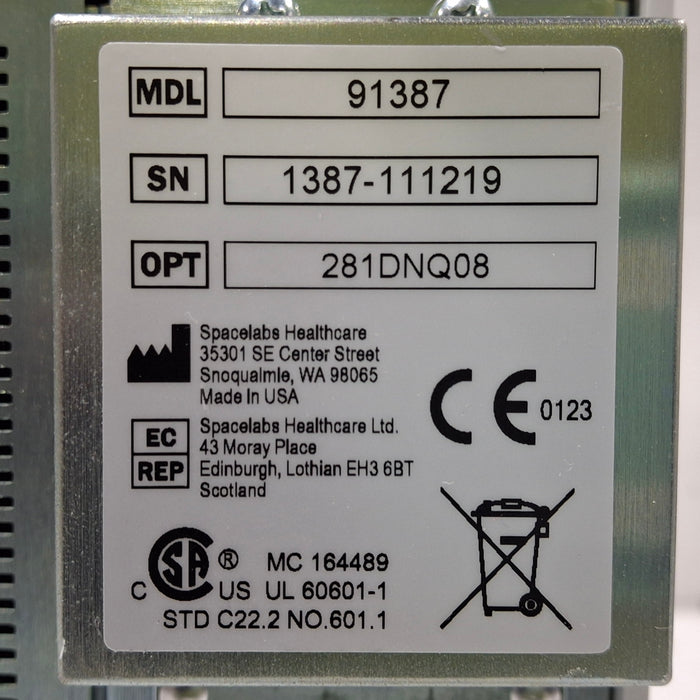 MDL 91387
SN 1387-111219
OPT 281DNQ08
Spacelabs Healthcare
35301 SE Center Street
Snoqualmie, WA 98065
Made In USA
EC REP
Spacelabs Healthcare Ltd.
43 Moray Place
Edinburgh, Lothian EH3 6BT
Scotland
CE 0123
CSA ® MC 164489
C US UL 60601-1
STD C22.2 NO.601.1